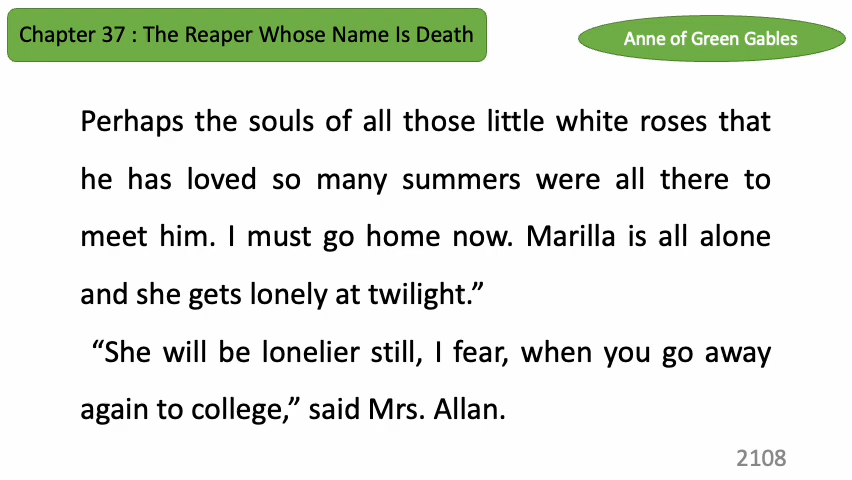 Chapter 37 : The Reaper Whose Name Is Death
Anne of Green Gables
Perhaps the souls of all those little white roses that
he has loved so many summers were all there to
meet him. I must go home now. Marilla is all alone
and she gets lonely at twilight.”
“She will be lonelier still, I fear, when you go away
again to college,” said Mrs. Allan.
2108